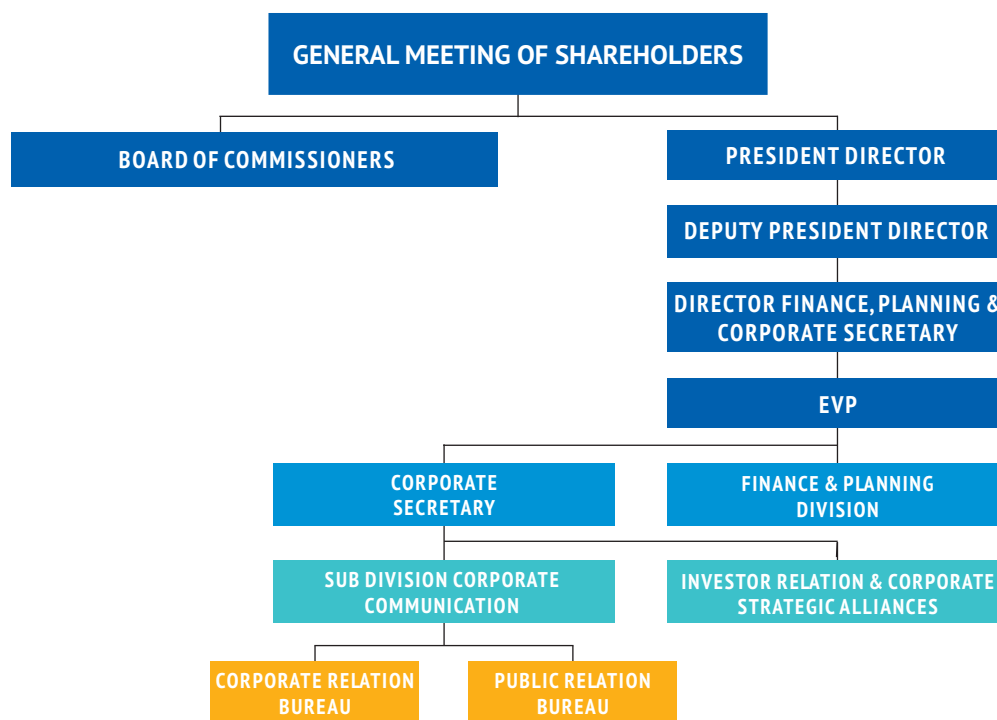 GENERAL MEETING OF SHAREHOLDERS
BOARD OF COMMISSIONERS
PRESIDENT DIRECTOR
DEPUTY PRESIDENT DIRECTOR
DIRECTOR FINANCE, PLANNING &
CORPORATE SECRETARY
EVP
CORPORATE
SECRETARY
FINANCE & PLANNING
DIVISION
SUB DIVISION CORPORATE
COMMUNICATION
INVESTOR RELATION & CORPORATE
STRATEGIC ALLIANCES
CORPORATE RELATION
BUREAU
PUBLIC RELATION
BUREAU